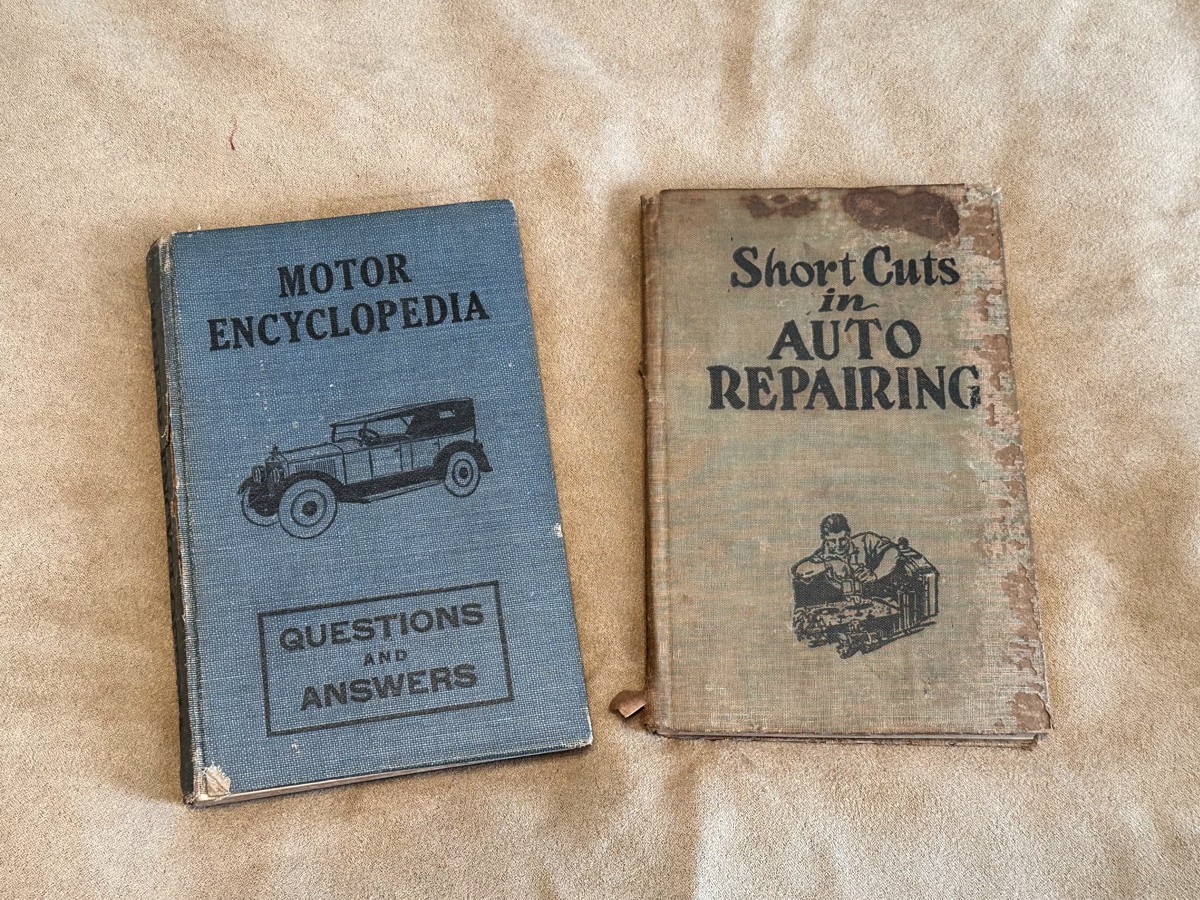 MOTOR
ENCYCLOPEDIA
QUESTIONS
AND
ANSWERS
Short Cuts
in
AUTO
REPAIRING